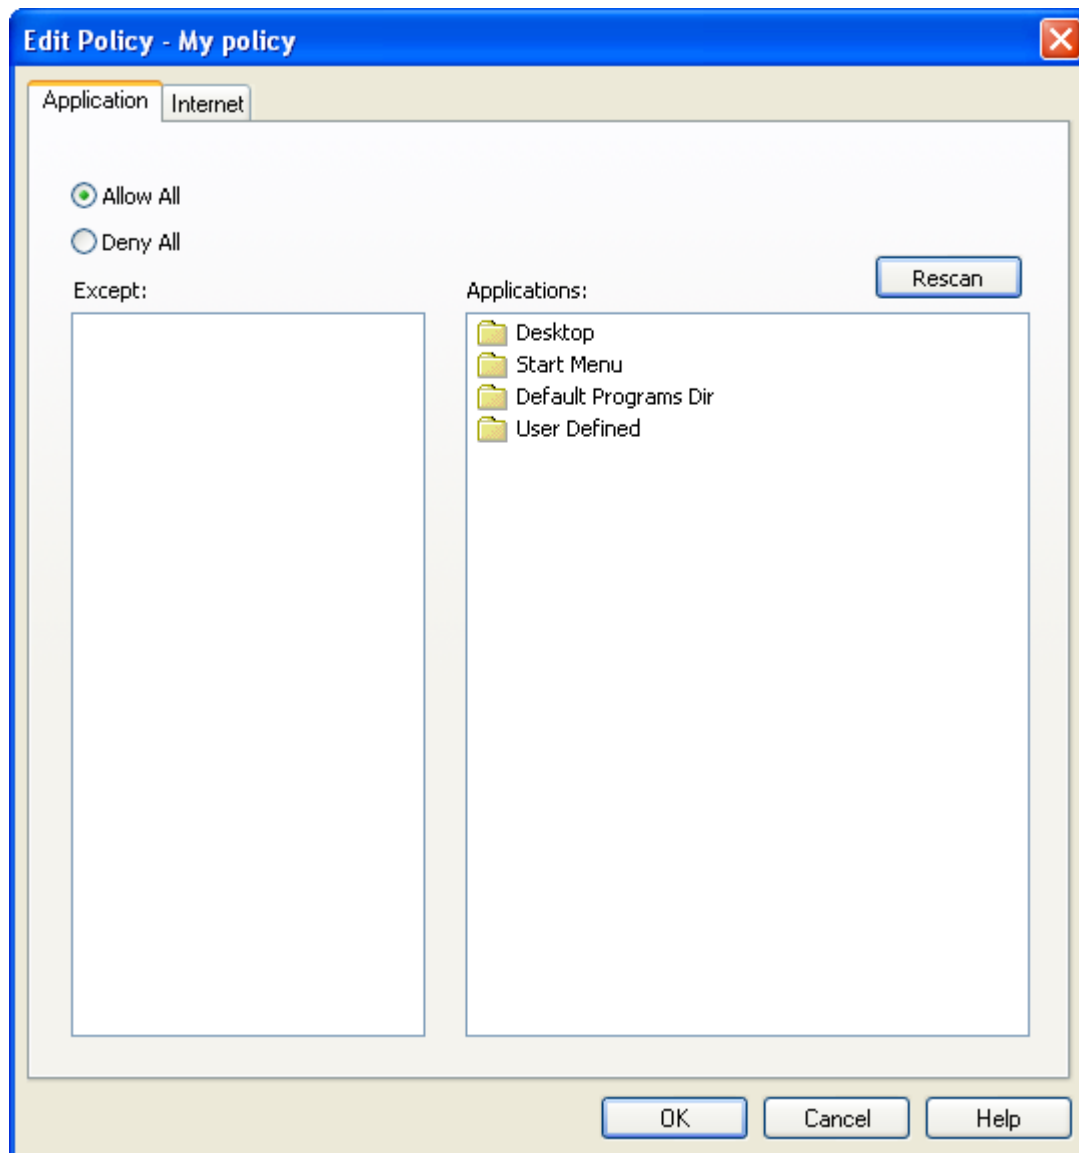 Edit Policy - My policy
Application Internet
Allow All
Deny All
Rescan
Except: Applications:
Desktop
Start Menu
Default Programs Dir
User Defined
OK Cancel Help